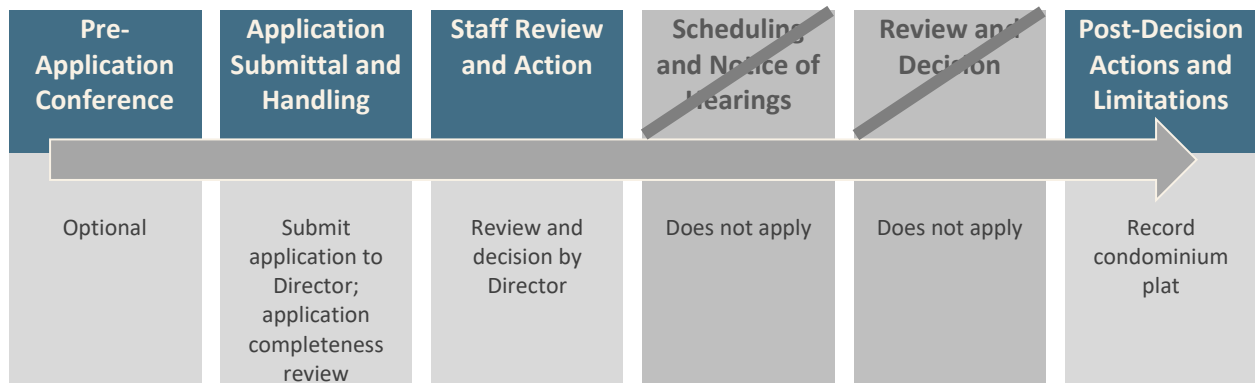 Pre-
Application
Conference
Application
Submittal and
Handling
Staff Review
and Action
Scheduling
and Notice of
Hearings
Review and
Decision
Post-Decision
Actions and
Limitations
Optional
Submit
application to
Director;
application
completeness
review
Review and
decision by
Director
Does not apply
Does not apply
Record
condominium
plat